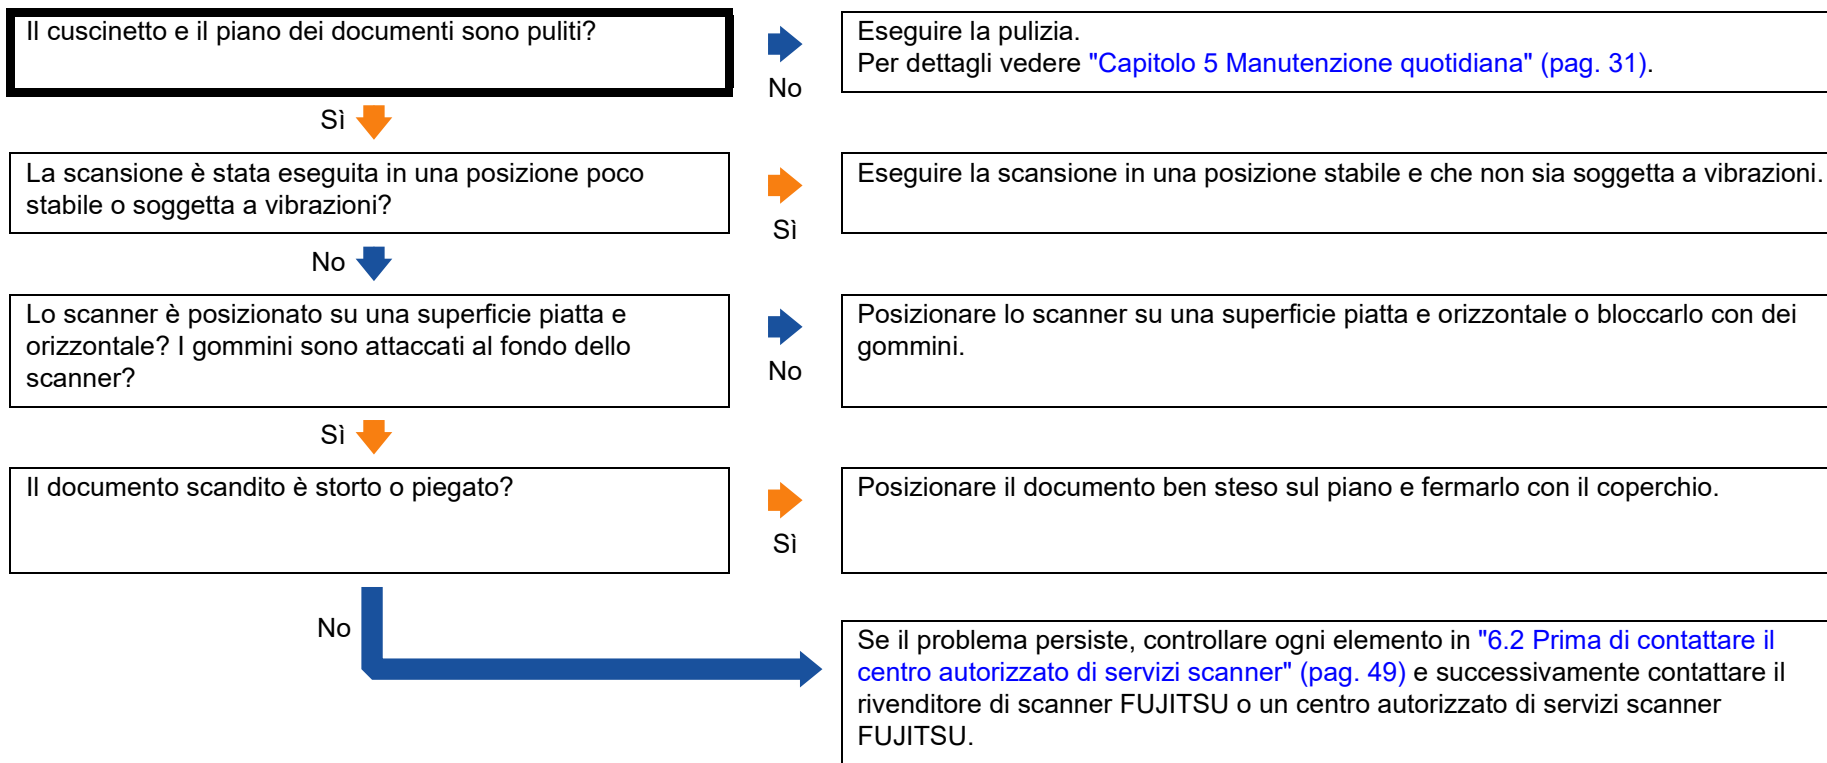 Il cuscinetto e il piano dei documenti sono puliti?
No
Eseguire la pulizia.
Per dettagli vedere "Capitolo 5 Manutenzione quotidiana" (pag. 31).
Sì
La scansione è stata eseguita in una posizione poco
stabile o soggetta a vibrazioni?
Sì
Eseguire la scansione in una posizione stabile e che non sia soggetta a vibrazioni.
No
Lo scanner è posizionato su una superficie piatta e
orizzontale? I gommini sono attaccati al fondo dello
scanner?
No
Posizionare lo scanner su una superficie piatta e orizzontale o bloccarlo con dei
gommini.
Sì
Il documento scandito è storto o piegato?
Sì
Posizionare il documento ben steso sul piano e fermarlo con il coperchio.
No
Se il problema persiste, controllare ogni elemento in "6.2 Prima di contattare il
centro autorizzato di servizi scanner" (pag. 49) e successivamente contattare il
rivenditore di scanner FUJITSU o un centro autorizzato di servizi scanner
FUJITSU.